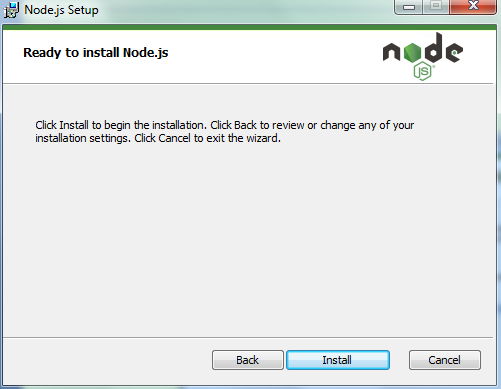 Node.js Setup
Ready to install Node.js
node
JS
Click Install to begin the installation. Click Back to review or change any of your
installation settings. Click Cancel to exit the wizard.
Back
Install
Cancel